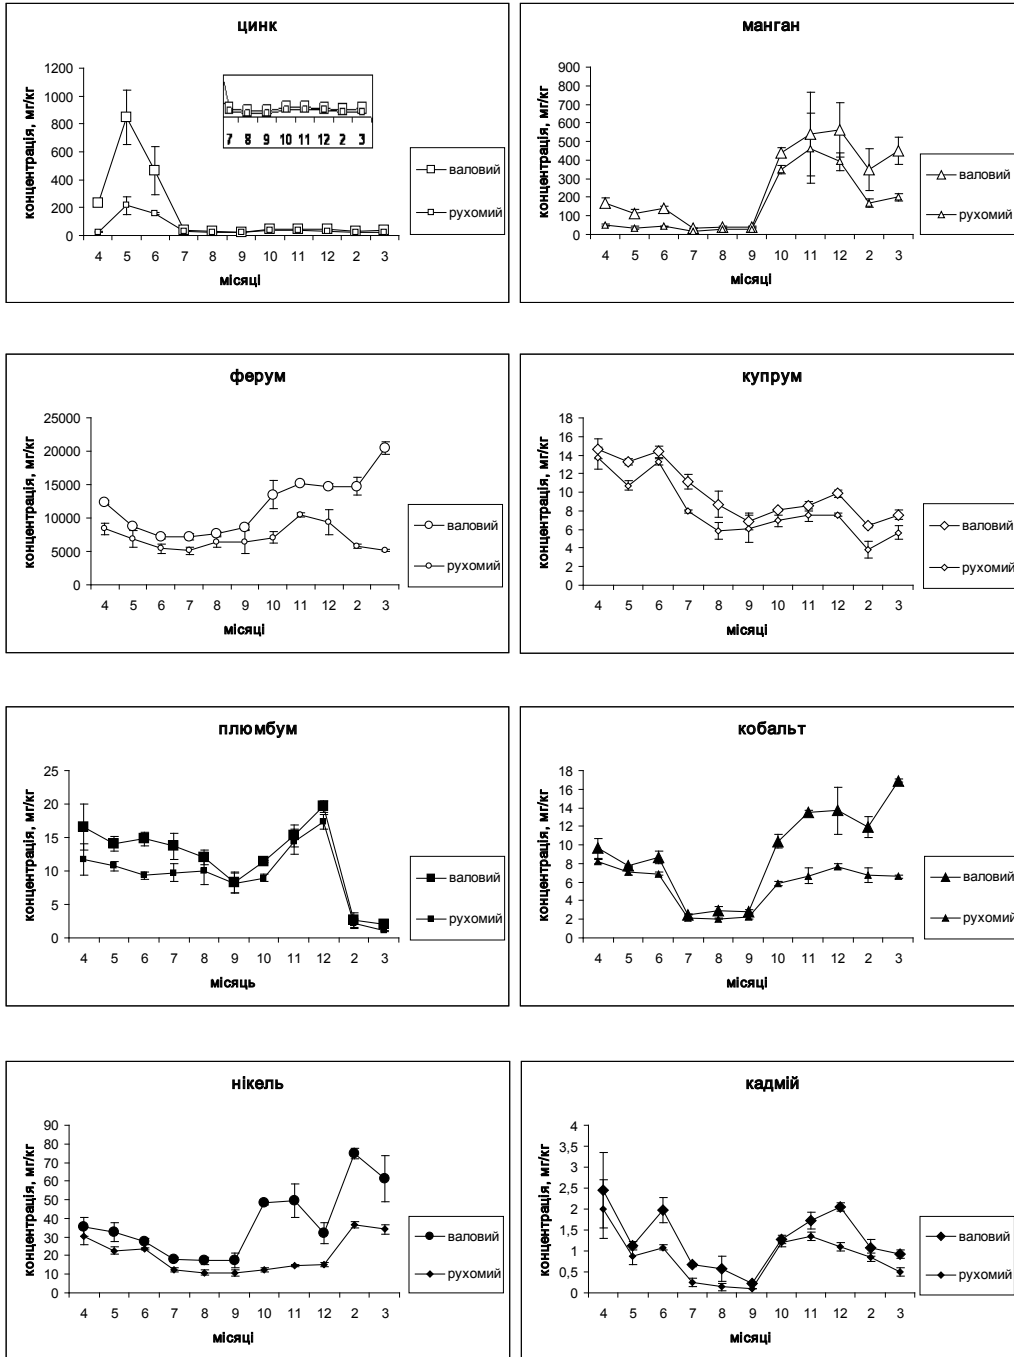 цинк
концентрація, мг/кг
1200
1000
800
600
400
200
0
7 8 9 10 11 12 2 3
4 5 6 7 8 9 10 11 12 2 3
місяці
валовий
рухомий
манган
концентрація, мг/кг
900
800
700
600
500
400
300
200
100
0
4 5 6 7 8 9 10 11 12 2 3
місяці
валовий
рухомий
ферум
концентрація, мг/кг
25000
20000
15000
10000
5000
0
4 5 6 7 8 9 10 11 12 2 3
місяці
валовий
рухомий
купрум
концентрація, мг/кг
18
16
14
12
10
8
6
4
2
0
4 5 6 7 8 9 10 11 12 2 3
місяці
валовий
рухомий
плюмбум
концентрація, мг/кг
25
20
15
10
5
0
4 5 6 7 8 9 10 11 12 2 3
місяць
валовий
рухомий
кобальт
концентрація, мг/кг
18
16
14
12
10
8
6
4
2
0
4 5 6 7 8 9 10 11 12 2 3
місяці
валовий
рухомий
нікель
концентрація, мг/кг
90
80
70
60
50
40
30
20
10
0
4 5 6 7 8 9 10 11 12 2 3
місяці
валовий
рухомий
кадмій
концентрація, мг/кг
4
3,5
3
2,5
2
1,5
1
0,5
0
4 5 6 7 8 9 10 11 12 2 3
місяці
валовий
рухомий